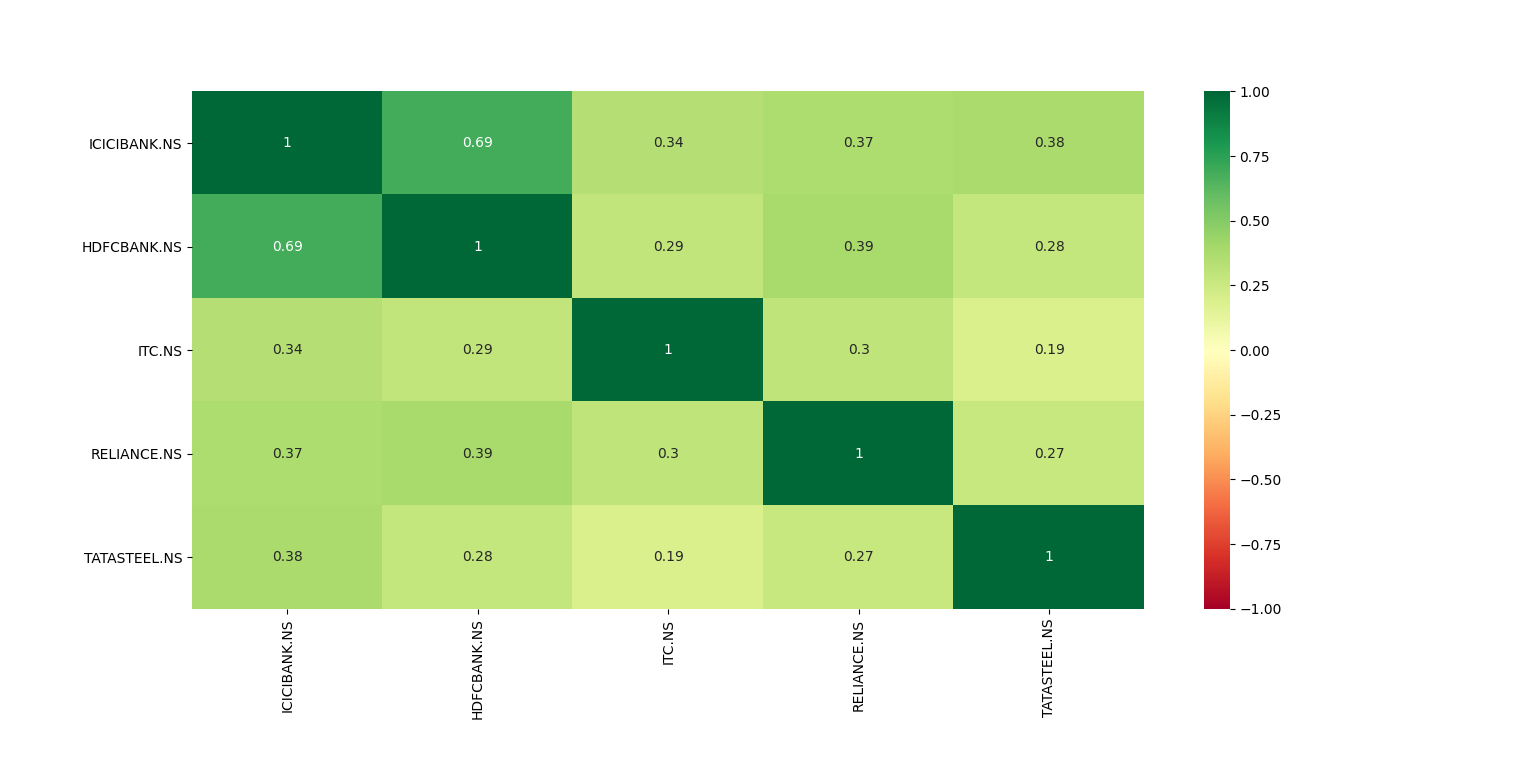 ICICIBANK.NS 1 0.69 0.34 0.37 0.38
HDFCBANK.NS 0.69 1 0.29 0.39 0.28
ITC.NS 0.34 0.29 1 0.3 0.19
RELIANCE.NS 0.37 0.39 0.3 1 0.27
TATASTEEL.NS 0.38 0.28 0.19 0.27 1
ICICIBANK.NS HDFCBANK.NS ITC.NS RELIANCE.NS TATASTEEL.NS
1.00
0.75
0.50
0.25
0.00
−0.25
−0.50
−0.75
−1.00